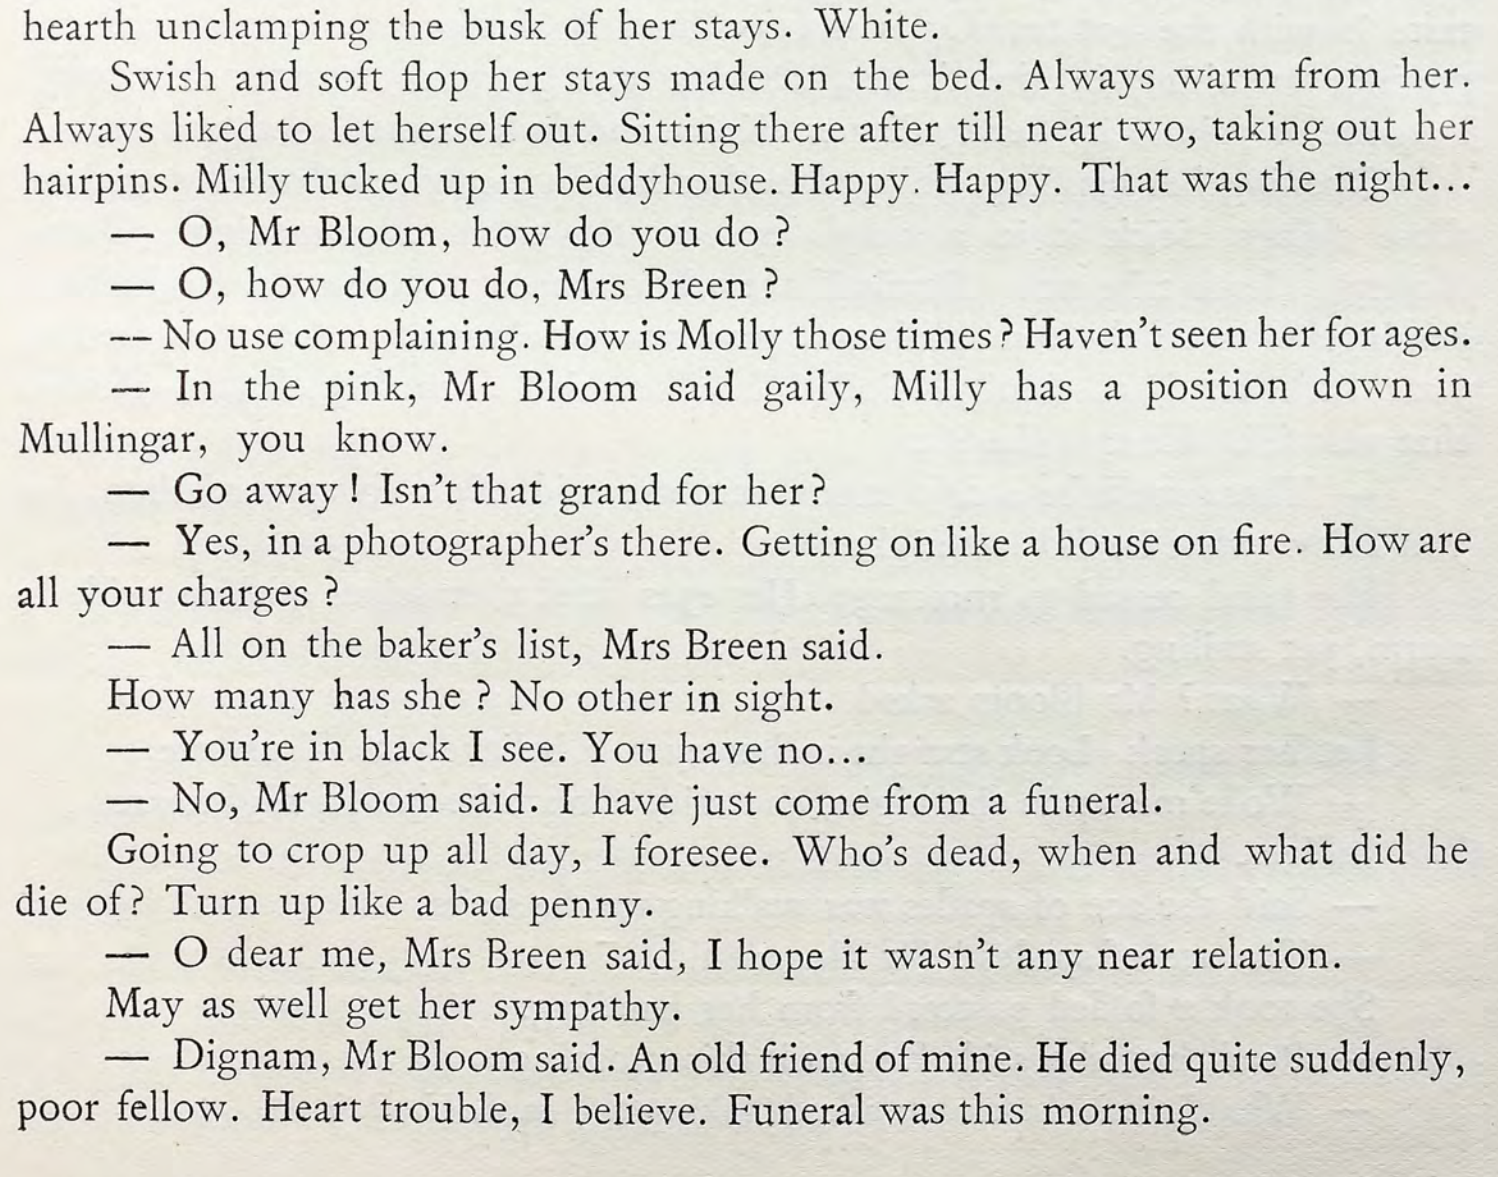 hearth unclamping the busk of her stays. White.
Swish and soft flop her stays made on the bed. Always warm from her.
Always liked to let herself out. Sitting there after till near two, taking out her
hairpins. Milly tucked up in beddyhouse. Happy. Happy. That was the night...
— O, Mr Bloom, how do you do ?
— O, how do you do, Mrs Breen ?
— No use complaining. How is Molly those times ? Haven't seen her for ages.
— In the pink, Mr Bloom said gaily, Milly has a position down in
Mullingar, you know.
— Go away ! Isn't that grand for her ?
— Yes, in a photographer's there. Getting on like a house on fire. How are
all your charges ?
— All on the baker's list, Mrs Breen said.
How many has she ? No other in sight.
— You're in black I see. You have no...
— No, Mr Bloom said. I have just come from a funeral.
Going to crop up all day, I foresee. Who's dead, when and what did he
die of ? Turn up like a bad penny.
— O dear me, Mrs Breen said, I hope it wasn't any near relation.
May as well get her sympathy.
— Dignam, Mr Bloom said. An old friend of mine. He died quite suddenly,
poor fellow. Heart trouble, I believe. Funeral was this morning.